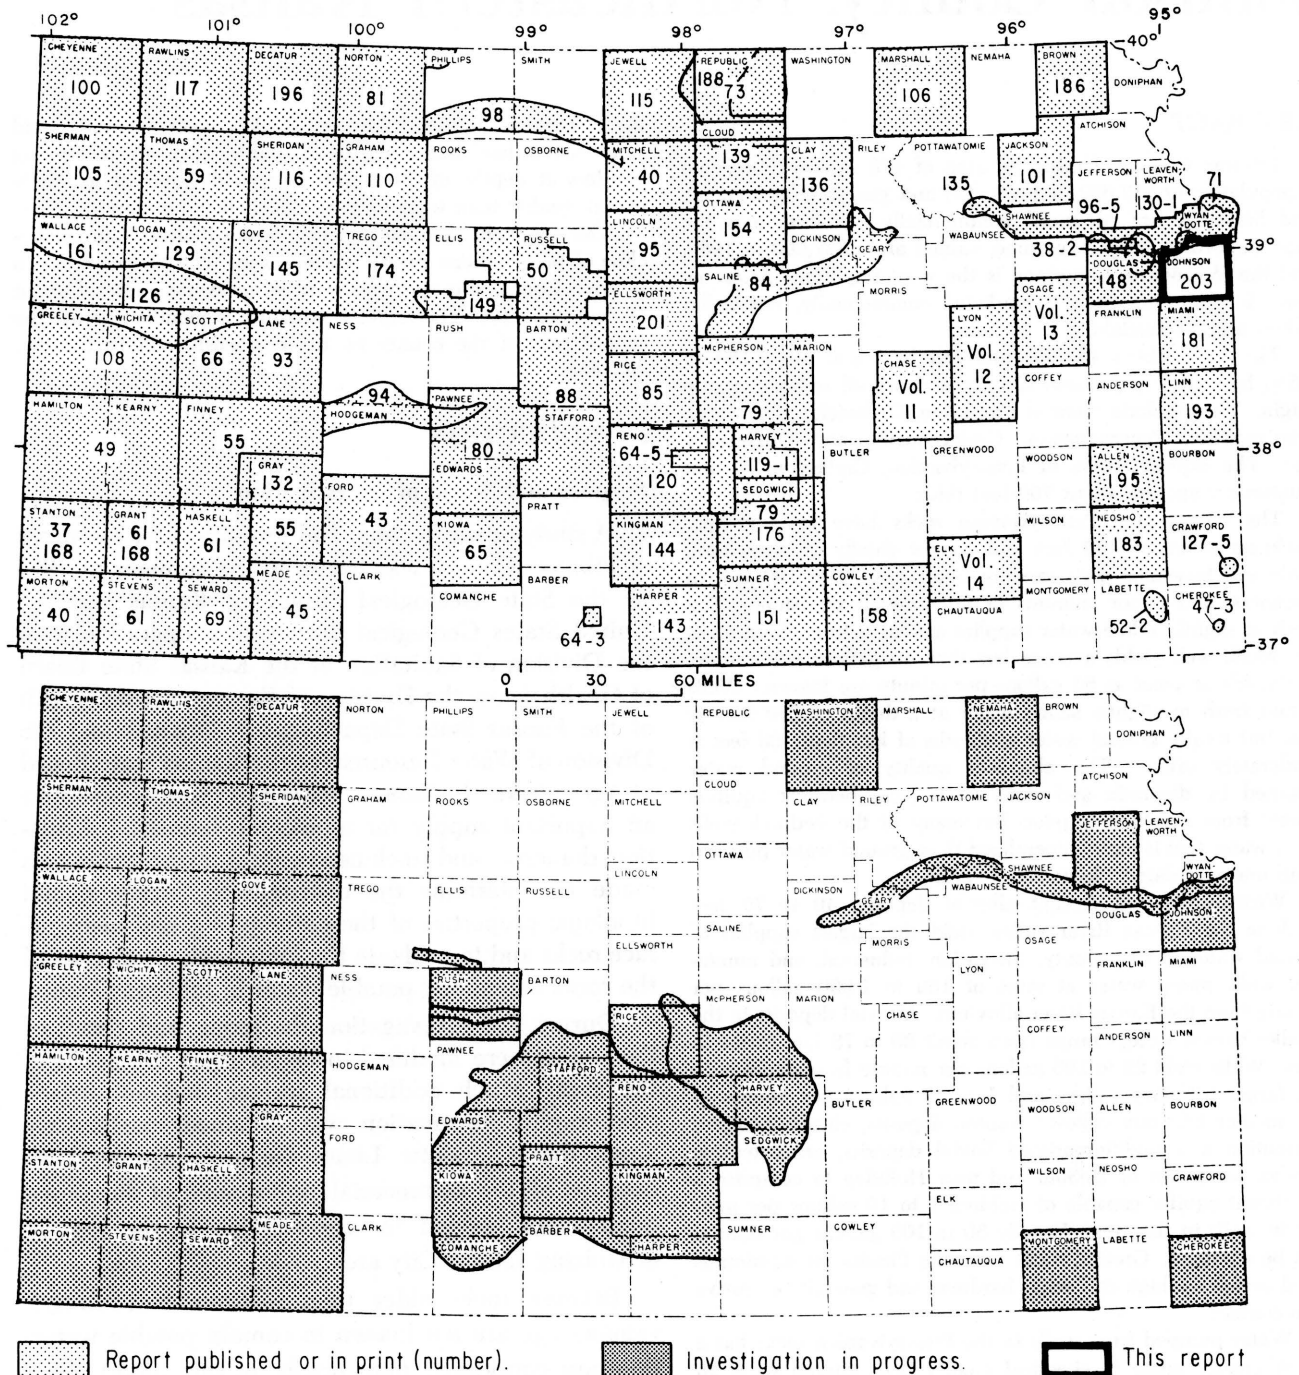 102° 101° 100° 99° 98° 97° 96° 95°
CHEYENNE RAWLINS DECATUR NORTON PHILLIPS SMITH JEWELL REPUBLIC WASHINGTON MARSHALL NEMAHA BROWN DONIPHAN 40°
100 117 196 81 98 115 188 73 106 186
CLOUD ATCHISON
SHERMAN THOMAS SHERIDAN GRAHAM ROOKS OSBORNE MITCHELL 139 CLAY RILEY POTTAWATOMIE JACKSON JEFFERSON LEAVEN WORTH
105 59 116 110 40 136 135 101 96-5 130-1 71
WALLACE LOGAN GOVE TREGO ELLIS RUSSELL LINCOLN OTTAWA DICKINSON GEARY WABAUNSEE SHAWNEE WYAN DOTTE 39°
161 129 145 174 50 95 154 38-2 DOUGLAS JOHNSON
126 149 ELLSWORTH SALINE 84 MORRIS OSAGE 148 203
GREELEY WICHITA SCOTT LANE NESS RUSH BARTON 201 McPHERSON MARION LYON Vol. 13 FRANKLIN MIAMI
108 66 93 88 RICE 85 79 CHASE Vol. 11 Vol. 12 181
HAMILTON KEARNY FINNEY 94 HODGEMAN PAWNEE STAFFORD COFFEY ANDERSON LINN
49 55 80 193
GRAY 132 FORD EDWARDS RENO 64-5 120 HARVEY 119-1 BUTLER GREENWOOD WOODSON ALLEN 195 BOURBON 38°
SEDGWICK 79 176
STANTON 37 168 GRANT 61 168 HASKELL 61 55 43 KIOWA 65 PRATT KINGMAN 144 WILSON NEOSHO 183 CRAWFORD 127-5
ELK Vol. 14
MORTON STEVENS SEWARD MEADE CLARK COMANCHE BARBER HARPER SUMNER COWLEY CHAUTAUQUA MONTGOMERY LABETTE CHEROKEE
40 61 69 45 64-3 143 151 158 52-2 47-3
37°
0 30 60 MILES
CHEYENNE RAWLINS DECATUR NORTON PHILLIPS SMITH JEWELL REPUBLIC WASHINGTON MARSHALL NEMAHA BROWN DONIPHAN
CLOUD ATCHISON
SHERMAN THOMAS SHERIDAN GRAHAM ROOKS OSBORNE MITCHELL CLAY RILEY POTTAWATOMIE JACKSON JEFFERSON LEAVEN WORTH
OTTAWA SHAWNEE WYAN DOTTE
WALLACE LOGAN GOVE TREGO ELLIS RUSSELL LINCOLN DICKINSON GEARY WABAUNSEE DOUGLAS JOHNSON
SALINE
ELLSWORTH MORRIS OSAGE
GREELEY WICHITA SCOTT LANE NESS RUSH BARTON McPHERSON MARION LYON FRANKLIN MIAMI
RICE CHASE
HAMILTON KEARNY FINNEY HODGEMAN PAWNEE STAFFORD RENO HARVEY COFFEY ANDERSON LINN
GRAY EDWARDS BUTLER GREENWOOD WOODSON ALLEN BOURBON
FORD SEDGWICK
STANTON GRANT HASKELL KIOWA PRATT KINGMAN WILSON NEOSHO CRAWFORD
ELK
MORTON STEVENS SEWARD MEADE CLARK COMANCHE BARBER HARPER SUMNER COWLEY CHAUTAUQUA MONTGOMERY LABETTE CHEROKEE
Report published or in print (number). Investigation in progress. This report